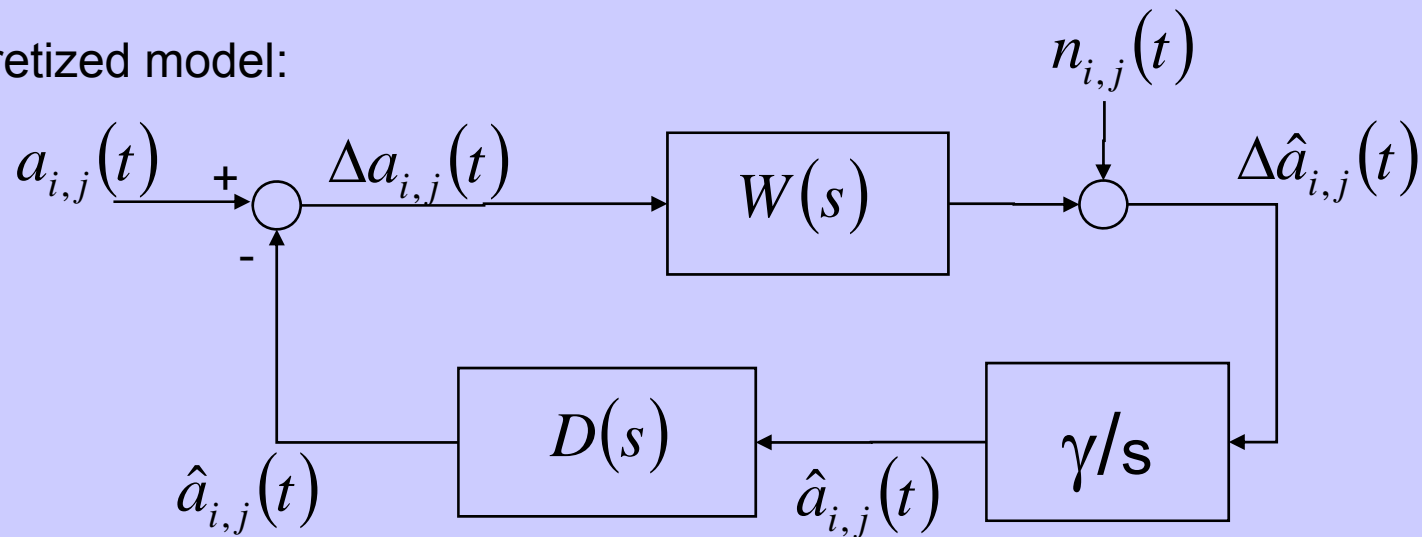 retized model:
n_{i,j}(t)
a_{i,j}(t) + Δa_{i,j}(t) W(s) Δâ_{i,j}(t)
-
D(s) γ/s
â_{i,j}(t) â_{i,j}(t)